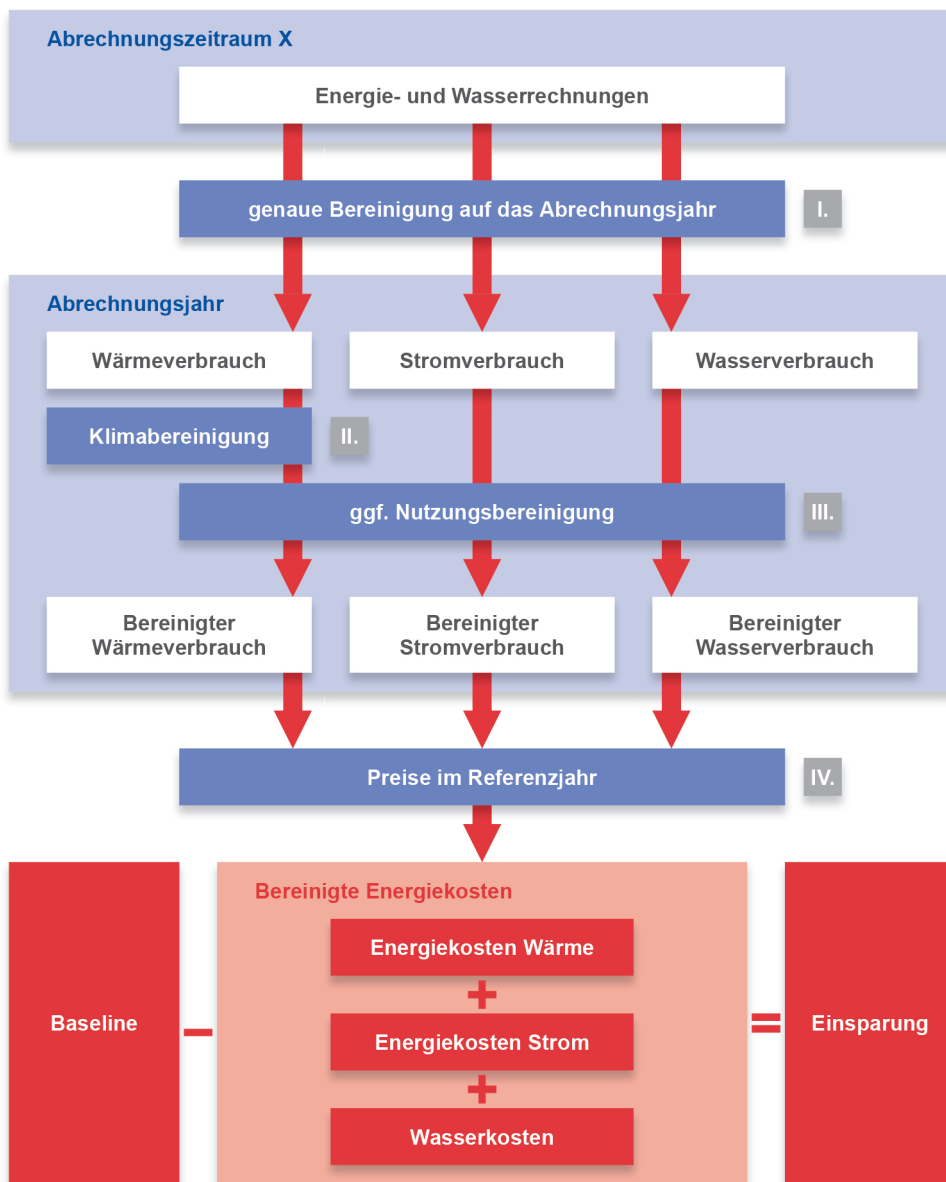 Abrechnungszeitraum X
Energie- und Wasserrechnungen
genaue Bereinigung auf das Abrechnungsjahr
I.
Abrechnungsjahr
Wärmeverbrauch
Stromverbrauch
Wasserverbrauch
Klimabereinigung
II.
ggf. Nutzungsbereinigung
III.
Bereinigter
Wärmeverbrauch
Bereinigter
Stromverbrauch
Bereinigter
Wasserverbrauch
Preise im Referenzjahr
IV.
Baseline
–
Bereinigte Energiekosten
Energiekosten Wärme
+
Energiekosten Strom
+
Wasserkosten
=
Einsparung